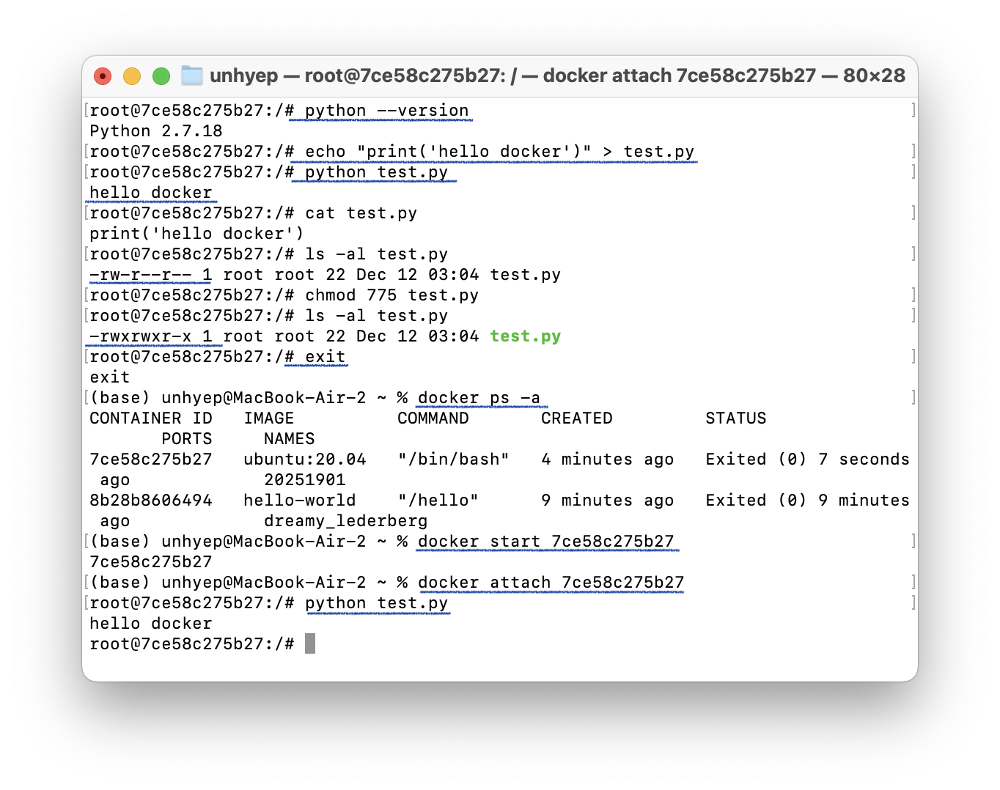 unhyep — root@7ce58c275b27: / — docker attach 7ce58c275b27 — 80×28
[root@7ce58c275b27:/# python --version ]
Python 2.7.18
[root@7ce58c275b27:/# echo "print('hello docker')" > test.py ]
[root@7ce58c275b27:/# python test.py ]
hello docker
[root@7ce58c275b27:/# cat test.py ]
print('hello docker')
[root@7ce58c275b27:/# ls -al test.py ]
-rw-r--r-- 1 root root 22 Dec 12 03:04 test.py
[root@7ce58c275b27:/# chmod 775 test.py ]
[root@7ce58c275b27:/# ls -al test.py ]
-rwxrwxr-x 1 root root 22 Dec 12 03:04 test.py
[root@7ce58c275b27:/# exit ]
exit
[(base) unhyep@MacBook-Air-2 ~ % docker ps -a ]
CONTAINER ID   IMAGE          COMMAND       CREATED         STATUS
       PORTS     NAMES
7ce58c275b27   ubuntu:20.04   "/bin/bash"   4 minutes ago   Exited (0) 7 seconds
 ago             20251901
8b28b8606494   hello-world    "/hello"      9 minutes ago   Exited (0) 9 minutes
 ago             dreamy_lederberg
[(base) unhyep@MacBook-Air-2 ~ % docker start 7ce58c275b27 ]
7ce58c275b27
[(base) unhyep@MacBook-Air-2 ~ % docker attach 7ce58c275b27 ]
[root@7ce58c275b27:/# python test.py ]
hello docker
root@7ce58c275b27:/#